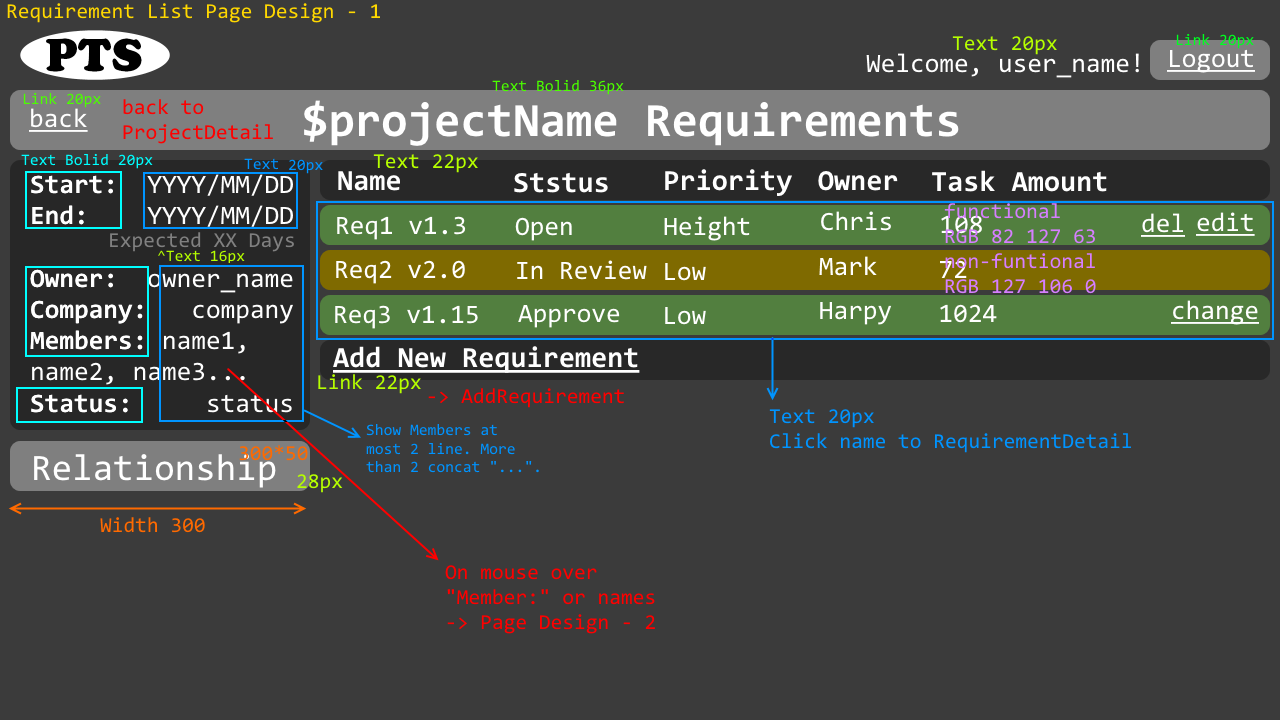 Requirement List Page Design - 1
PTS
Text 20px
Link 20px
Welcome, user_name!
Logout
Text Bolid 36px
Link 20px
back
back to
ProjectDetail
$projectName Requirements
Text Bolid 20px
Text 20px
Start: YYYY/MM/DD
End: YYYY/MM/DD
Expected XX Days
^Text 16px
Owner: owner_name
Company: company
Members: name1,
name2, name3...
Status: status
300*50
Relationship
28px
Width 300
Text 22px
Name Ststus Priority Owner Task Amount
Req1 v1.3 Open Height Chris 108 del edit
Req2 v2.0 In Review Low Mark 72
Req3 v1.15 Approve Low Harpy 1024 change
functional
RGB 82 127 63
non-funtional
RGB 127 106 0
Add New Requirement
Link 22px
-> AddRequirement
Show Members at
most 2 line. More
than 2 concat "...".
Text 20px
Click name to RequirementDetail
On mouse over
"Member:" or names
-> Page Design - 2